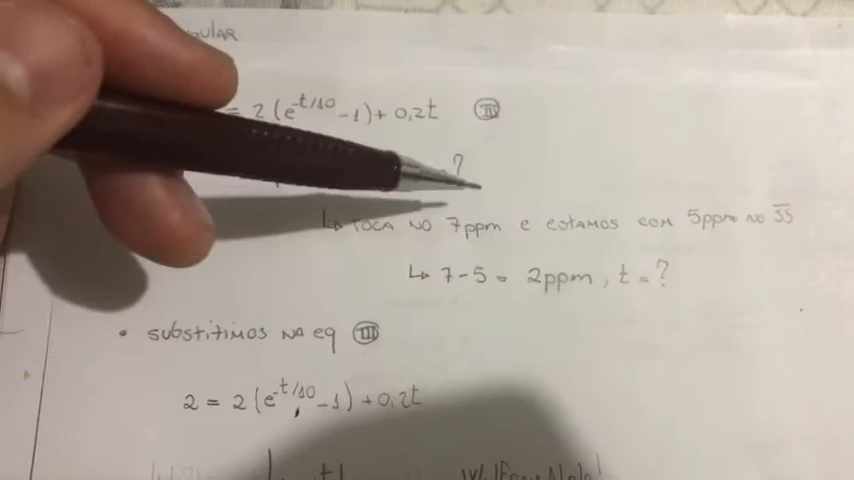 = 2(e^-t/10 - 1) + 0,2t (III)
?
↳ TOCA NO 7ppm e estamos com 5ppm no SS
↳ 7-5 = 2ppm, t = ?
• substitimos NA eq (III)
2 = 2(e^-t/10 - 1) + 0,2t